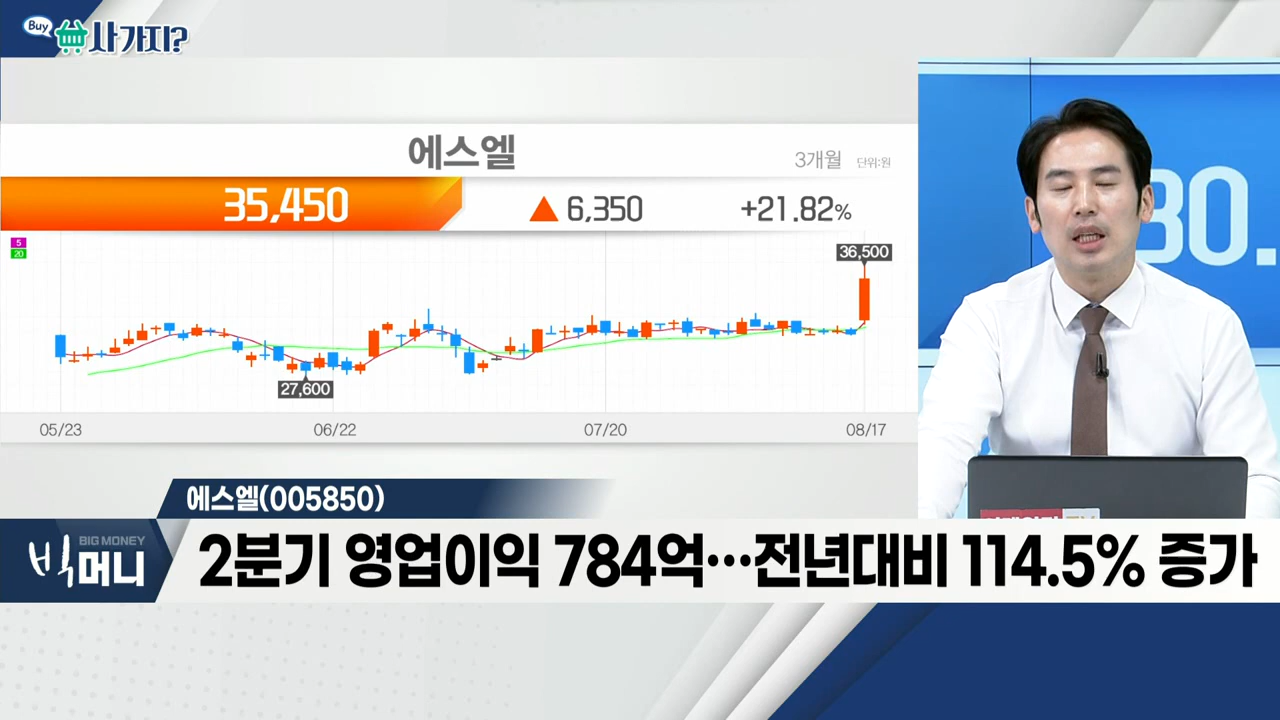 Buy 사가지?
에스엘
3개월 단위:원
35,450 ▲ 6,350 +21.82%
5
20
36,500
27,600
05/23 06/22 07/20 08/17
30.
에스엘(005850)
BIG MONEY
빅머니
2분기 영업이익 784억…전년대비 114.5% 증가